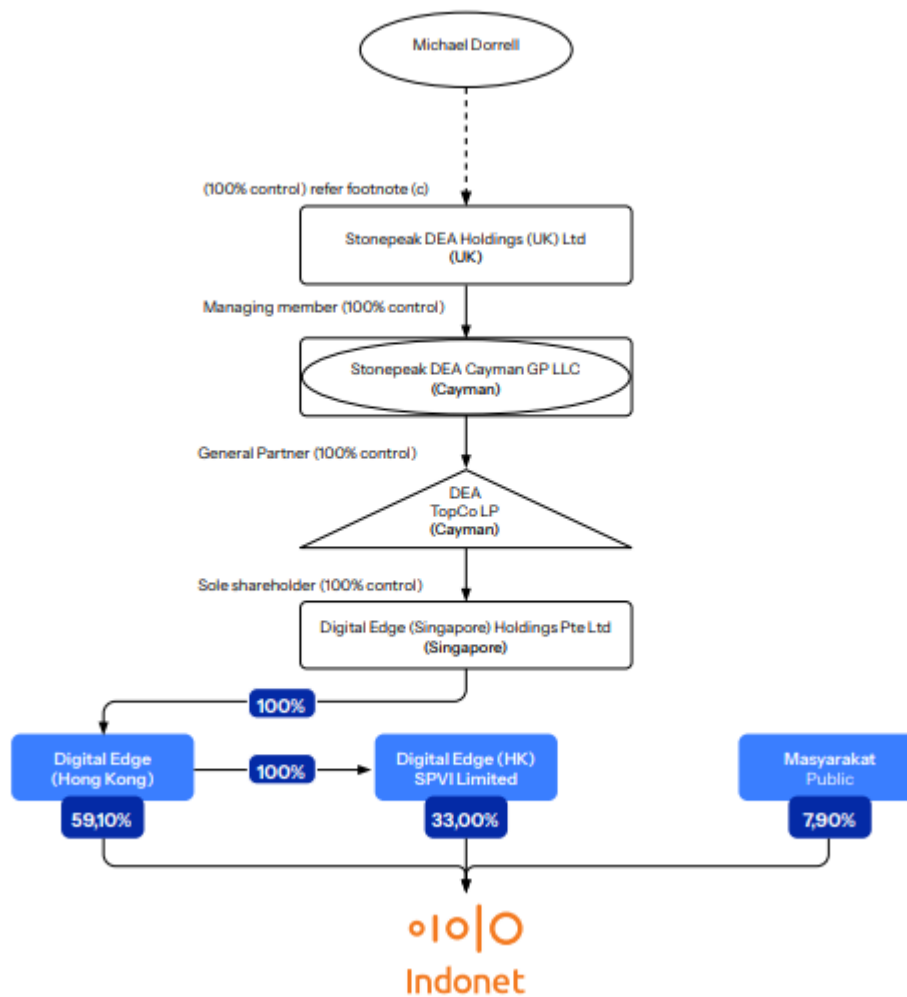 Michael Dorrell
(100% control) refer footnote (c)
Stonepeak DEA Holdings (UK) Ltd
(UK)
Managing member (100% control)
Stonepeak DEA Cayman GP LLC
(Cayman)
General Partner (100% control)
DEA
TopCo LP
(Cayman)
Sole shareholder (100% control)
Digital Edge (Singapore) Holdings Pte Ltd
(Singapore)
100%
Digital Edge
(Hong Kong)
100%
Digital Edge (HK)
SPVI Limited
Masyarakat
Public
59,10%
33,00%
7,90%
Indonet